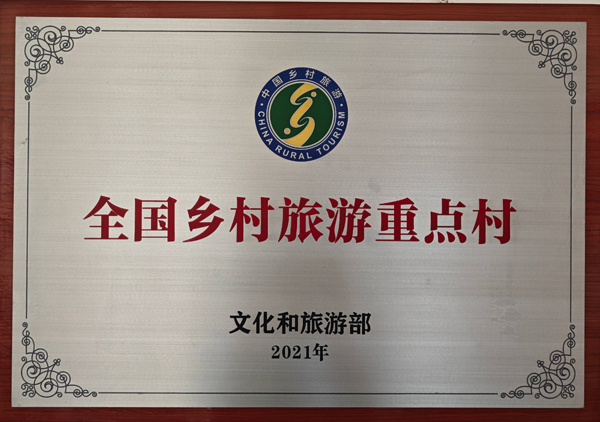 中国乡村旅游
CHINA RURAL TOURISM
全国乡村旅游重点村
文化和旅游部
2021年